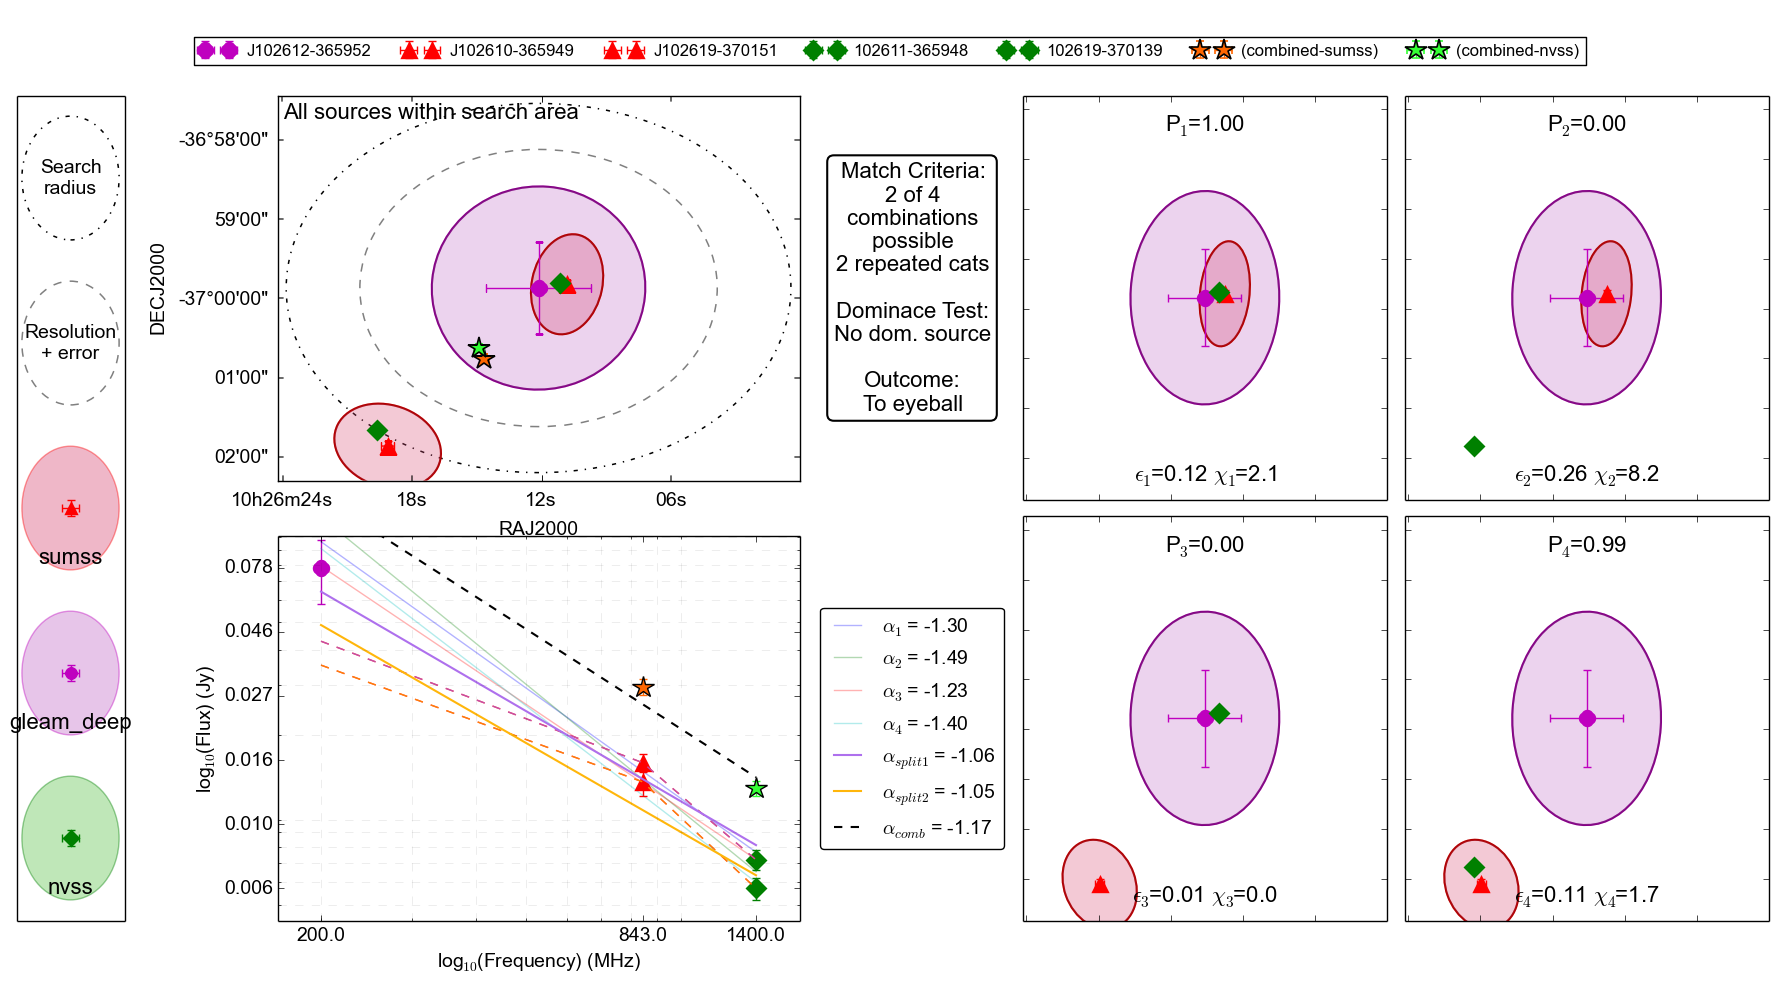 J102612-365952 J102610-365949 J102619-370151 102611-365948 102619-370139 (combined-sumss) (combined-nvss)
Search
radius
Resolution
+ error
sumss
gleam_deep
nvss
All sources within search area
DECJ2000
-36°58'00"
59'00"
-37°00'00"
01'00"
02'00"
10h26m24s 18s 12s 06s
RAJ2000
Match Criteria:
2 of 4
combinations
possible
2 repeated cats
Dominace Test:
No dom. source
Outcome:
To eyeball
log10(Flux) (Jy)
0.078
0.046
0.027
0.016
0.010
0.006
200.0 843.0 1400.0
log10(Frequency) (MHz)
α1 = -1.30
α2 = -1.49
α3 = -1.23
α4 = -1.40
αsplit1 = -1.06
αsplit2 = -1.05
αcomb = -1.17
P1=1.00
ϵ1=0.12 χ1=2.1
P2=0.00
ϵ2=0.26 χ2=8.2
P3=0.00
ϵ3=0.01 χ3=0.0
P4=0.99
ϵ4=0.11 χ4=1.7